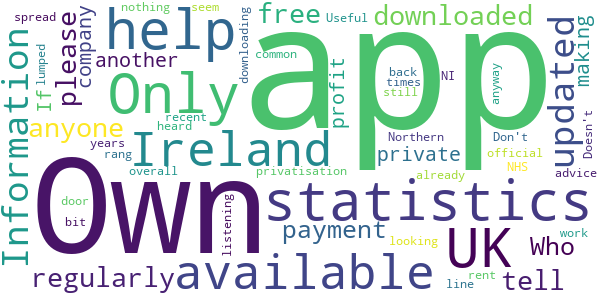 nothing
seem
spread
lumped
If
company
please
help
free
downloaded
Useful
common
downloading
another
Only
app
profit
back
times
still
NI
anyway
updated
making
Doesn't
Information
anyone
recent
heard
years
rang
Ireland
private
Northern
Don't
official
NHS
already
advice
overall
privatisation
door
bit
Own
listening
statistics
payment
looking
UK
Who
work
regularly
available
line
rent
tell